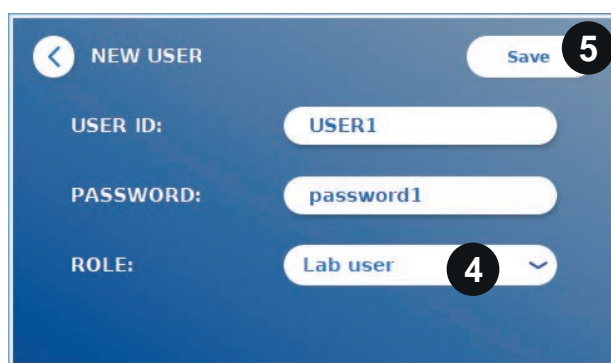 NEW USER
Save 5
USER ID: USER1
PASSWORD: password1
ROLE: Lab user 4